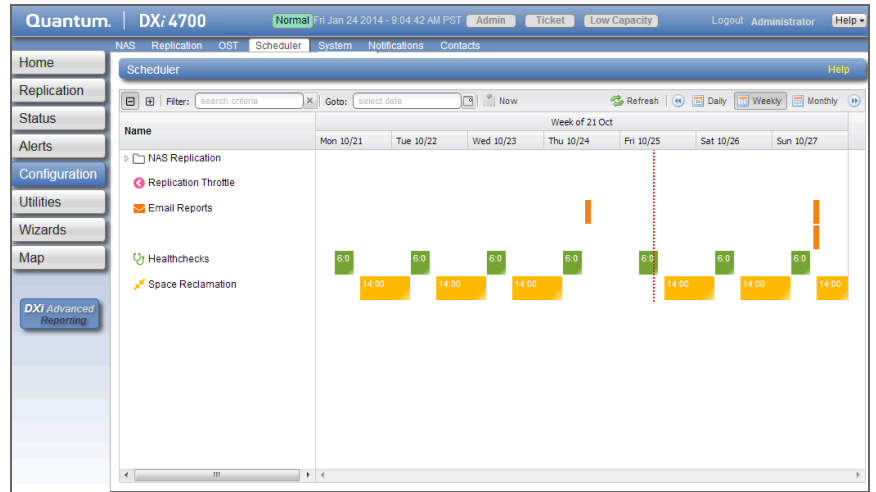 Quantum. DXi 4700 Normal Fri Jan 24 2014 - 9:04:42 AM PST Admin Ticket Low Capacity Logout Administrator Help
NAS Replication OST Scheduler System Notifications Contacts
Home
Replication
Status
Alerts
Configuration
Utilities
Wizards
Map
DXi Advanced
Reporting
Scheduler Help
Filter: search criteria Goto: select date Now Refresh Daily Weekly Monthly
Name
Week of 21 Oct
Mon 10/21 Tue 10/22 Wed 10/23 Thu 10/24 Fri 10/25 Sat 10/26 Sun 10/27
NAS Replication
Replication Throttle
Email Reports
Healthchecks 6:0 6:0 6:0 6:0 6:0 6:0 6:0
Space Reclamation 14:00 14:00 14:00 14:00 14:00 14:00